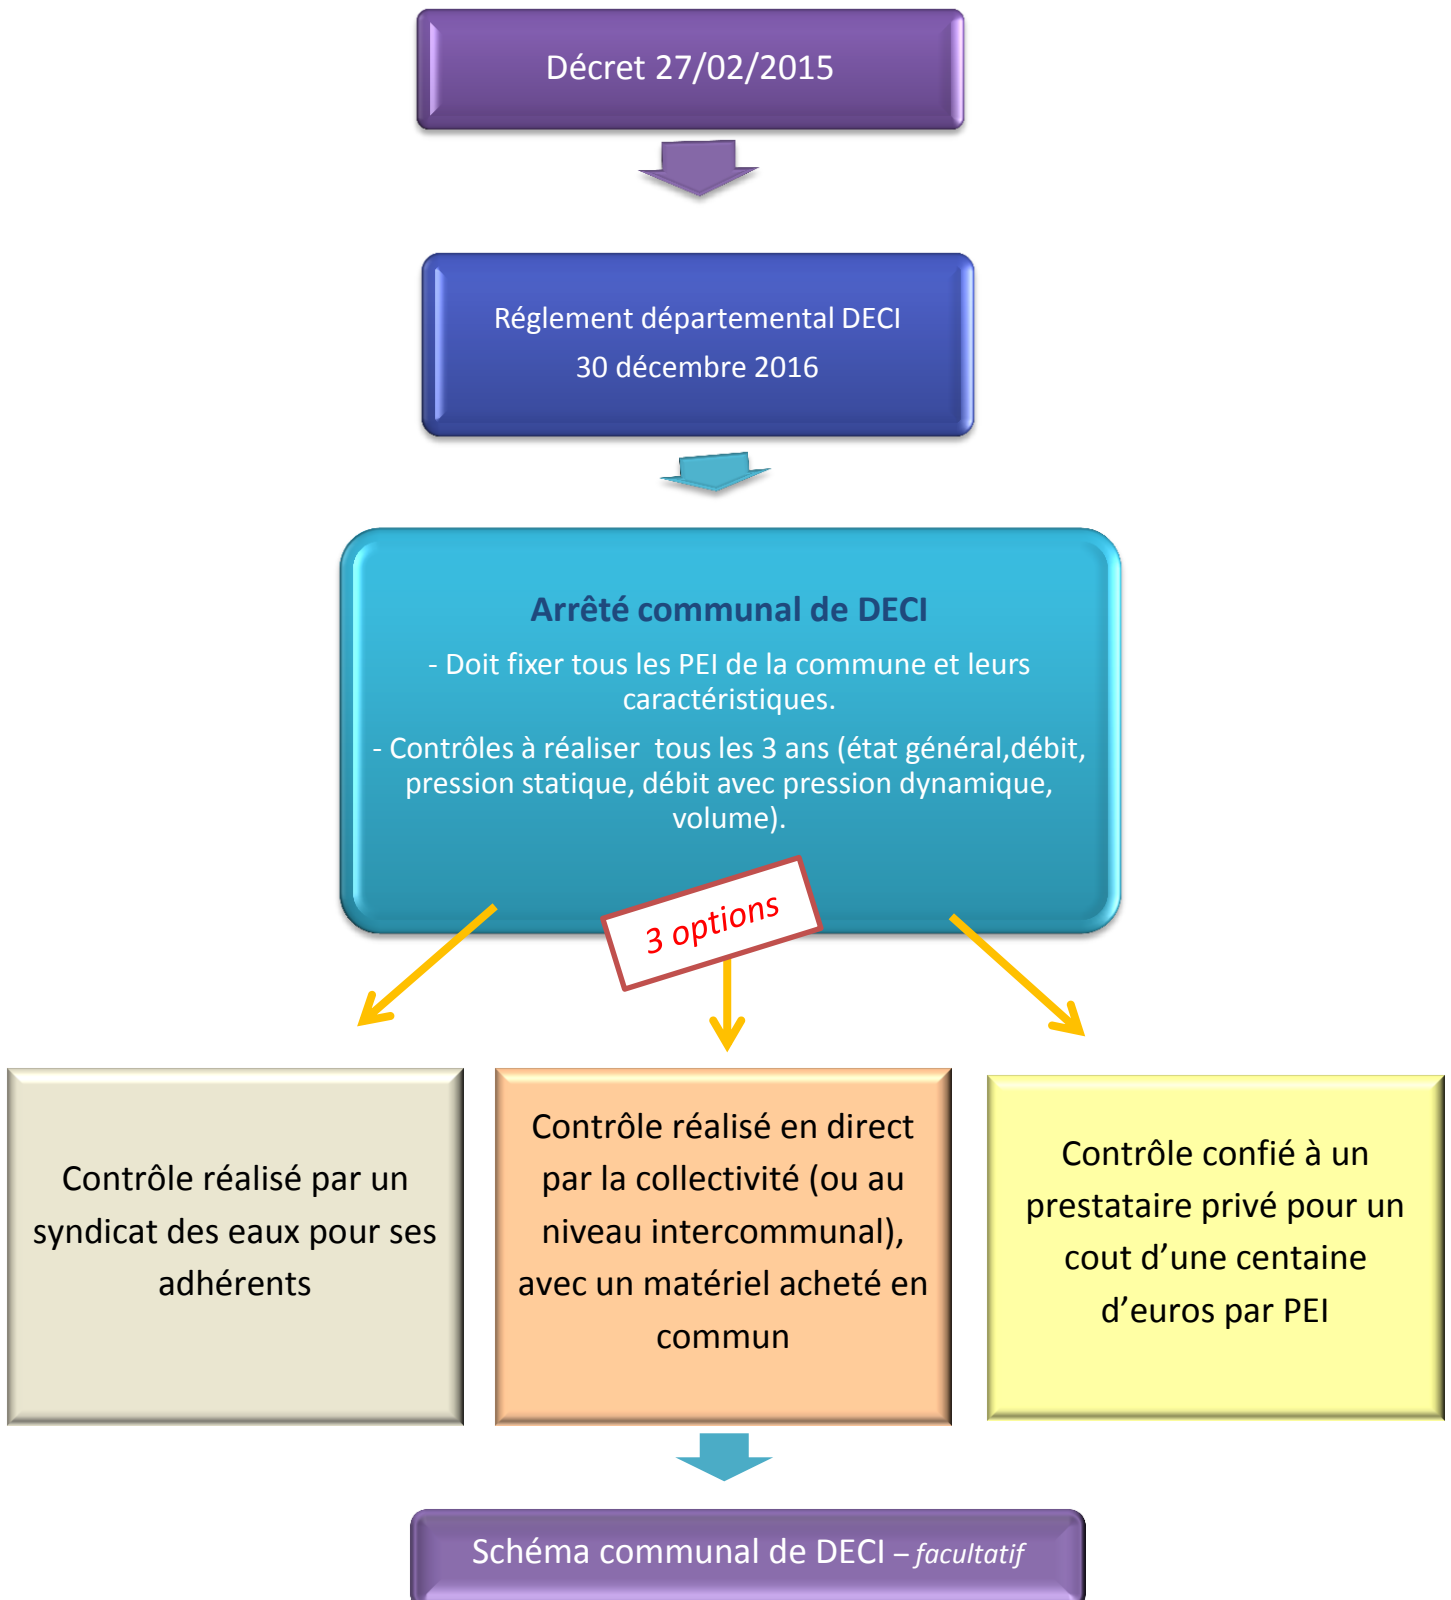 Décret 27/02/2015
Réglement départemental DECI
30 décembre 2016
Arrêté communal de DECI
- Doit fixer tous les PEI de la commune et leurs
caractéristiques.
- Contrôles à réaliser  tous les 3 ans (état général,débit,
pression statique, débit avec pression dynamique,
volume).
3 options
Contrôle réalisé par un
syndicat des eaux pour ses
adhérents
Contrôle réalisé en direct
par la collectivité (ou au
niveau intercommunal),
avec un matériel acheté en
commun
Contrôle confié à un
prestataire privé pour un
cout d’une centaine
d’euros par PEI
Schéma communal de DECI – facultatif